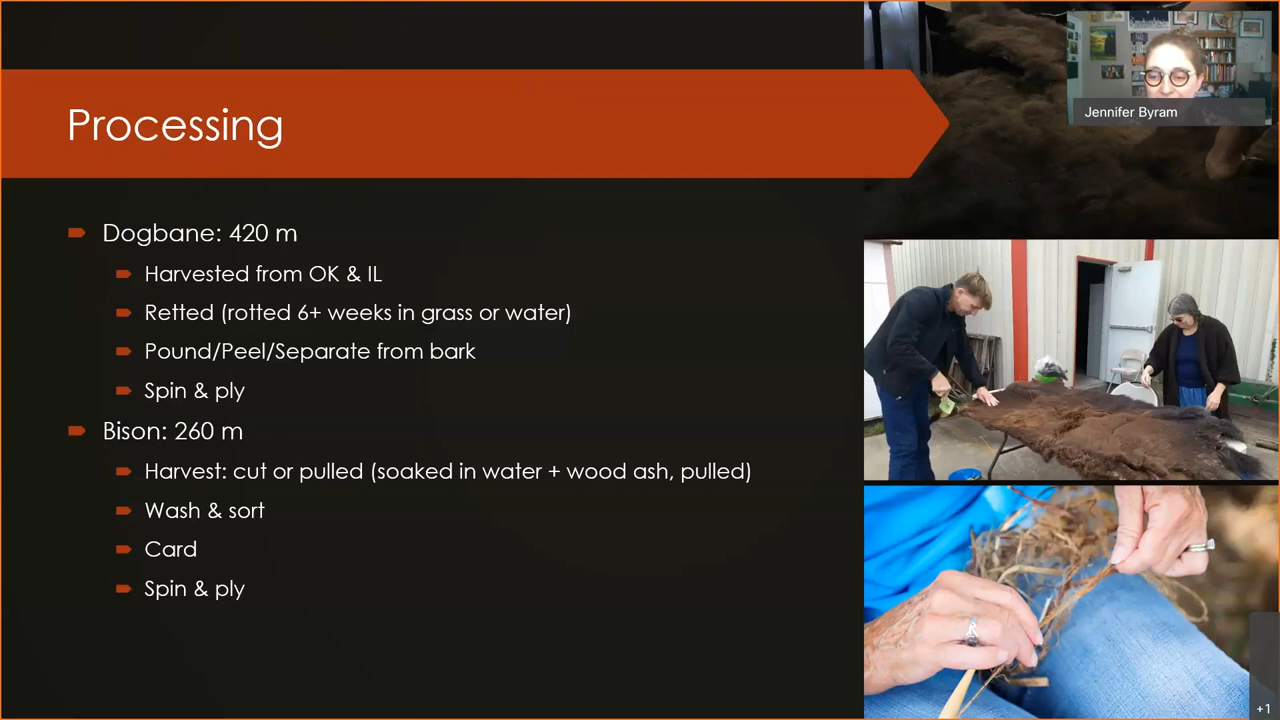 Processing
Dogbane: 420 m
Harvested from OK & IL
Retted (rotted 6+ weeks in grass or water)
Pound/Peel/Separate from bark
Spin & ply
Bison: 260 m
Harvest: cut or pulled (soaked in water + wood ash, pulled)
Wash & sort
Card
Spin & ply
Jennifer Byram
+1